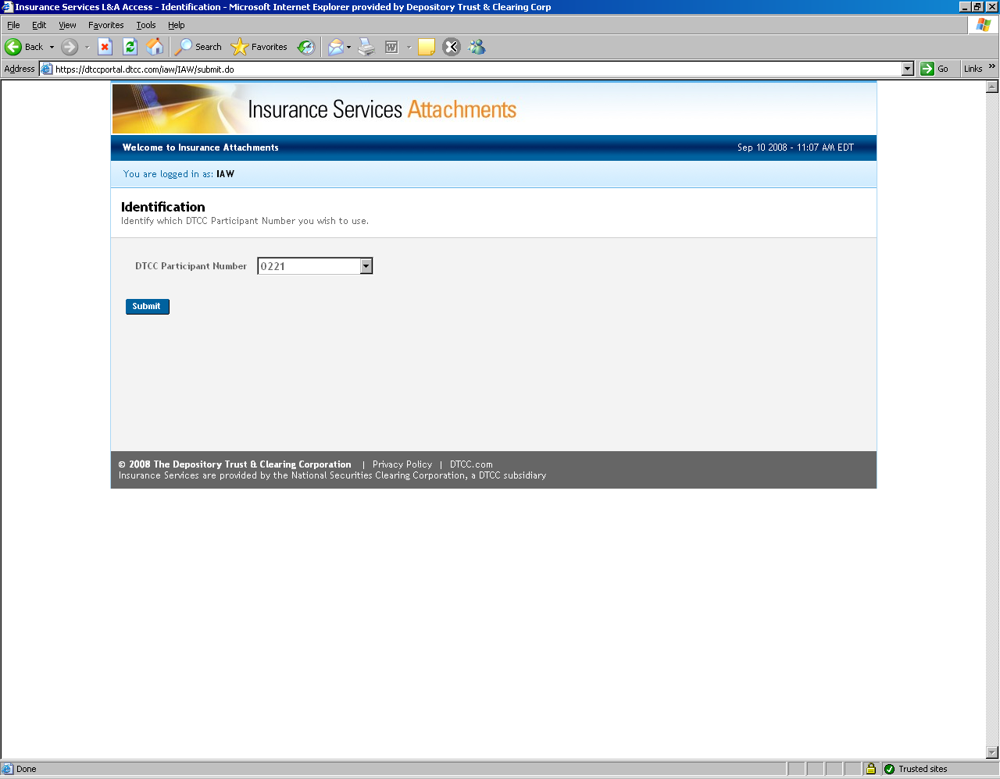 Insurance Services L&A Access - Identification - Microsoft Internet Explorer provided by Depository Trust & Clearing Corp
File Edit View Favorites Tools Help
Back Search Favorites
Address https://dtccportal.dtcc.com/iaw/IAW/submit.do Go Links »
Insurance Services Attachments
Welcome to Insurance Attachments Sep 10 2008 - 11:07 AM EDT
You are logged in as: IAW
Identification
Identify which DTCC Participant Number you wish to use.
DTCC Participant Number 0221
Submit
© 2008 The Depository Trust & Clearing Corporation | Privacy Policy | DTCC.com
Insurance Services are provided by the National Securities Clearing Corporation, a DTCC subsidiary
Done Trusted sites